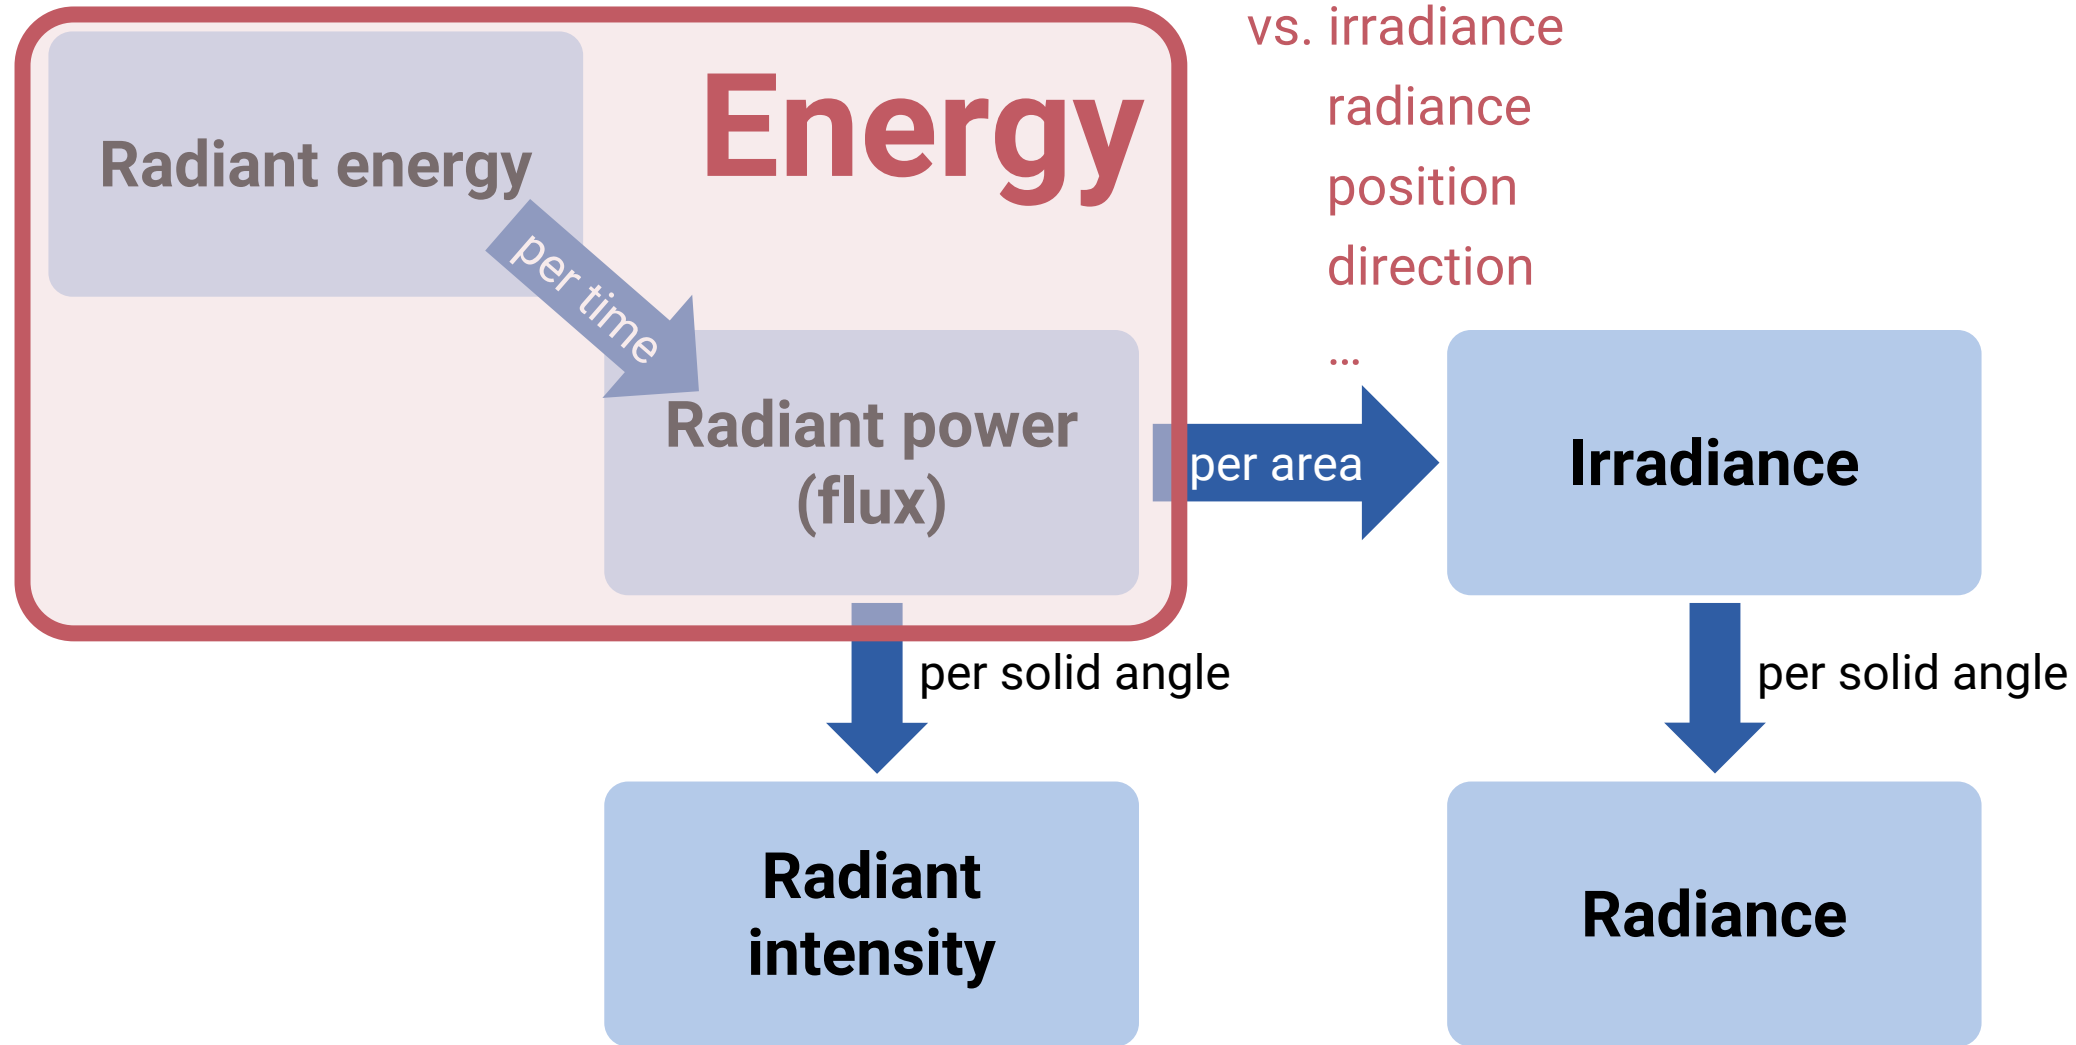 Energy
vs. irradiance
radiance
position
direction
...
Radiant energy
per time
Radiant power
(flux)
per area
Irradiance
per solid angle
per solid angle
Radiant
intensity
Radiance